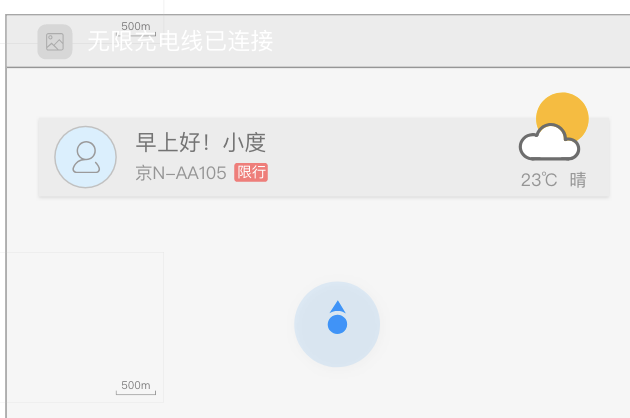 500m
无限充电线已连接
早上好！小度
京N-AA105 限行
23℃ 晴
500m